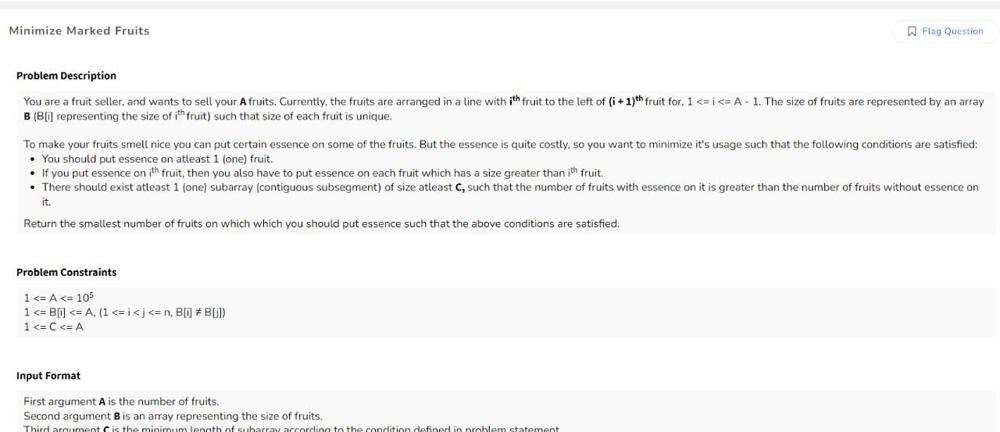 Minimize Marked Fruits
Flag Question
Problem Description
You are a fruit seller, and wants to sell your A fruits. Currently, the fruits are arranged in a line with ith fruit to the left of (i + 1)th fruit for, 1 <= i <= A - 1. The size of fruits are represented by an array
B (B[i] representing the size of ith fruit) such that size of each fruit is unique.
To make your fruits smell nice you can put certain essence on some of the fruits. But the essence is quite costly, so you want to minimize it's usage such that the following conditions are satisfied:
• You should put essence on atleast 1 (one) fruit.
• If you put essence on ith fruit, then you also have to put essence on each fruit which has a size greater than ith fruit.
• There should exist atleast 1 (one) subarray (contiguous subsegment) of size atleast C, such that the number of fruits with essence on it is greater than the number of fruits without essence on
it.
Return the smallest number of fruits on which which you should put essence such that the above conditions are satisfied.
Problem Constraints
1 <= A <= 10^5
1 <= B[i] <= A, (1 <= i < j <= n, B[i] ≠ B[j])
1 <= C <= A
Input Format
First argument A is the number of fruits.
Second argument B is an array representing the size of fruits.
Third argument C is the minimum length of subarray according to the condition defined in problem statement